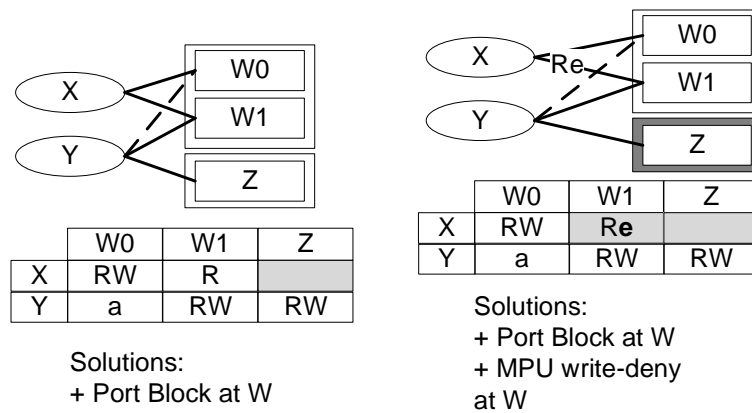 X
Y
W0
W1
Z
W0 W1 Z
X RW R
Y a RW RW
Solutions:
+ Port Block at W
X
Y
Re
W0
W1
Z
W0 W1 Z
X RW Re
Y a RW RW
Solutions:
+ Port Block at W
+ MPU write-deny
at W